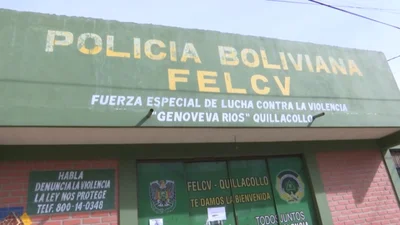 POLICIA BOLIVIANA
FELCV
FUERZA ESPECIAL DE LUCHA CONTRA LA VIOLENCIA
"GENOVEVA RIOS" QUILLACOLLO
HABLA
DENUNCIA LA VIOLENCIA
LA LEY NOS PROTEGE
TELF. 800-14-0348
FELCV - QUILLACOLLO
TE DAMOS LA BIENVENIDA
TODOS JUNTOS